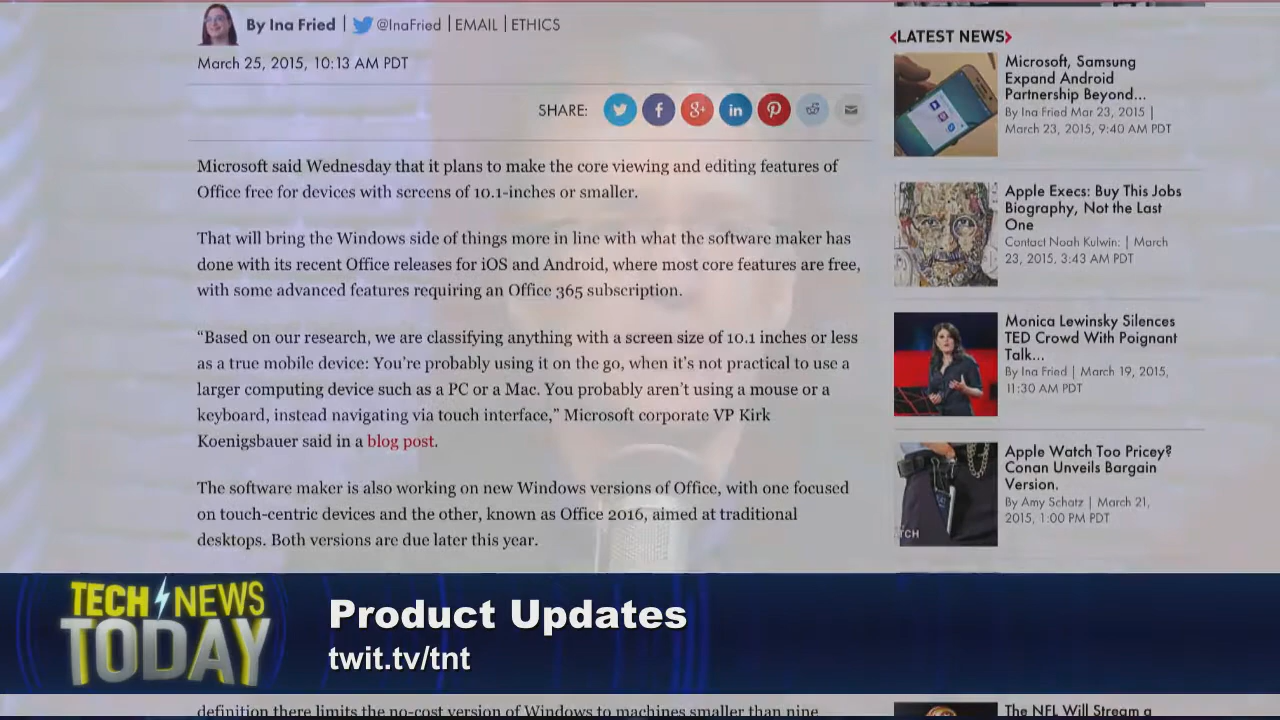 By Ina Fried | @InaFried | EMAIL | ETHICS
March 25, 2015, 10:13 AM PDT
SHARE:
Microsoft said Wednesday that it plans to make the core viewing and editing features of
Office free for devices with screens of 10.1-inches or smaller.
That will bring the Windows side of things more in line with what the software maker has
done with its recent Office releases for iOS and Android, where most core features are free,
with some advanced features requiring an Office 365 subscription.
“Based on our research, we are classifying anything with a screen size of 10.1 inches or less
as a true mobile device: You’re probably using it on the go, when it’s not practical to use a
larger computing device such as a PC or a Mac. You probably aren’t using a mouse or a
keyboard, instead navigating via touch interface,” Microsoft corporate VP Kirk
Koenigsbauer said in a blog post.
The software maker is also working on new Windows versions of Office, with one focused
on touch-centric devices and the other, known as Office 2016, aimed at traditional
desktops. Both versions are due later this year.
LATEST NEWS
Microsoft, Samsung
Expand Android
Partnership Beyond...
By Ina Fried Mar 23, 2015 |
March 23, 2015, 9:40 AM PDT
Apple Execs: Buy This Jobs
Biography, Not the Last
One
Contact Noah Kulwin: | March
23, 2015, 3:43 AM PDT
Monica Lewinsky Silences
TED Crowd With Poignant
Talk...
By Ina Fried | March 19, 2015,
11:30 AM PDT
Apple Watch Too Pricey?
Conan Unveils Bargain
Version.
By Amy Schatz | March 21,
2015, 1:00 PM PDT
TCH
TECH NEWS
TODAY
Product Updates
twit.tv/tnt
definition there limits the no-cost version of Windows to machines smaller than nine
The NFL Will Stream a